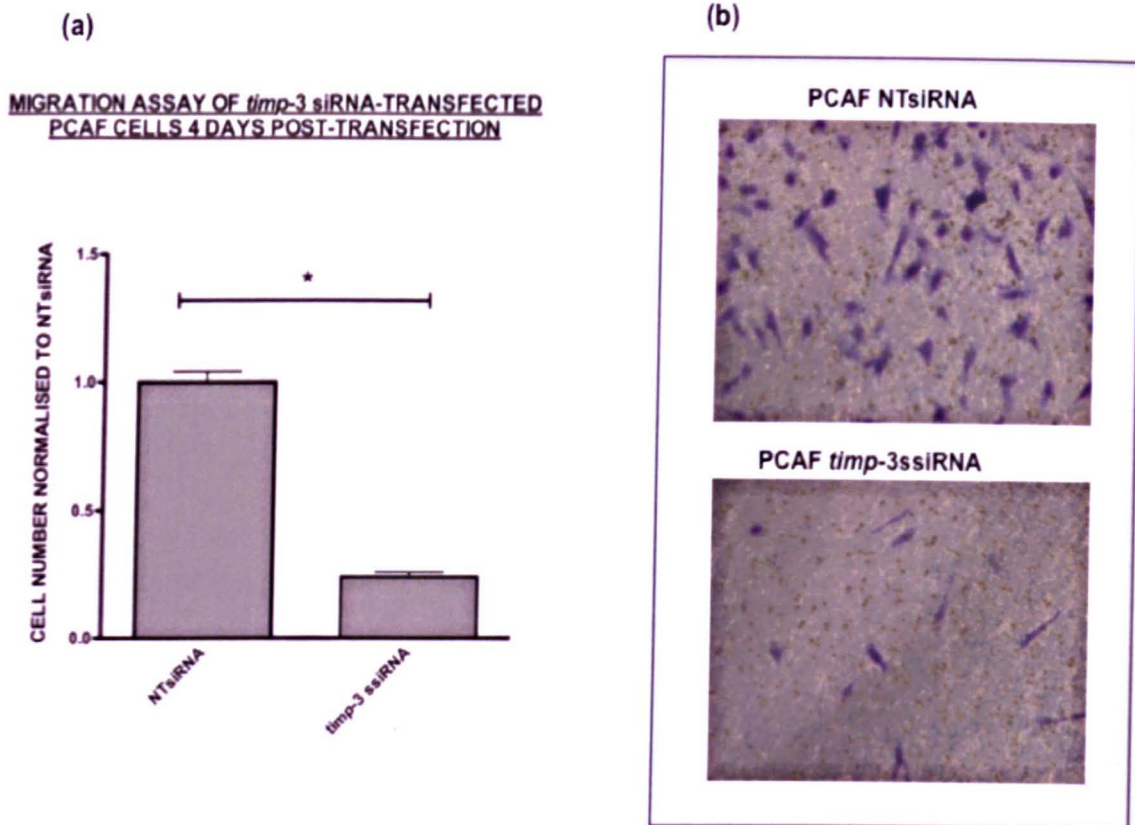 (a)
MIGRATION ASSAY OF timp-3 siRNA-TRANSFECTED
PCAF CELLS 4 DAYS POST-TRANSFECTION
CELL NUMBER NORMALISED TO NTsiRNA
1.5
*
1.0
0.5
0.0
NTsiRNA
timp-3 ssiRNA
(b)
PCAF NTsiRNA
PCAF timp-3ssiRNA